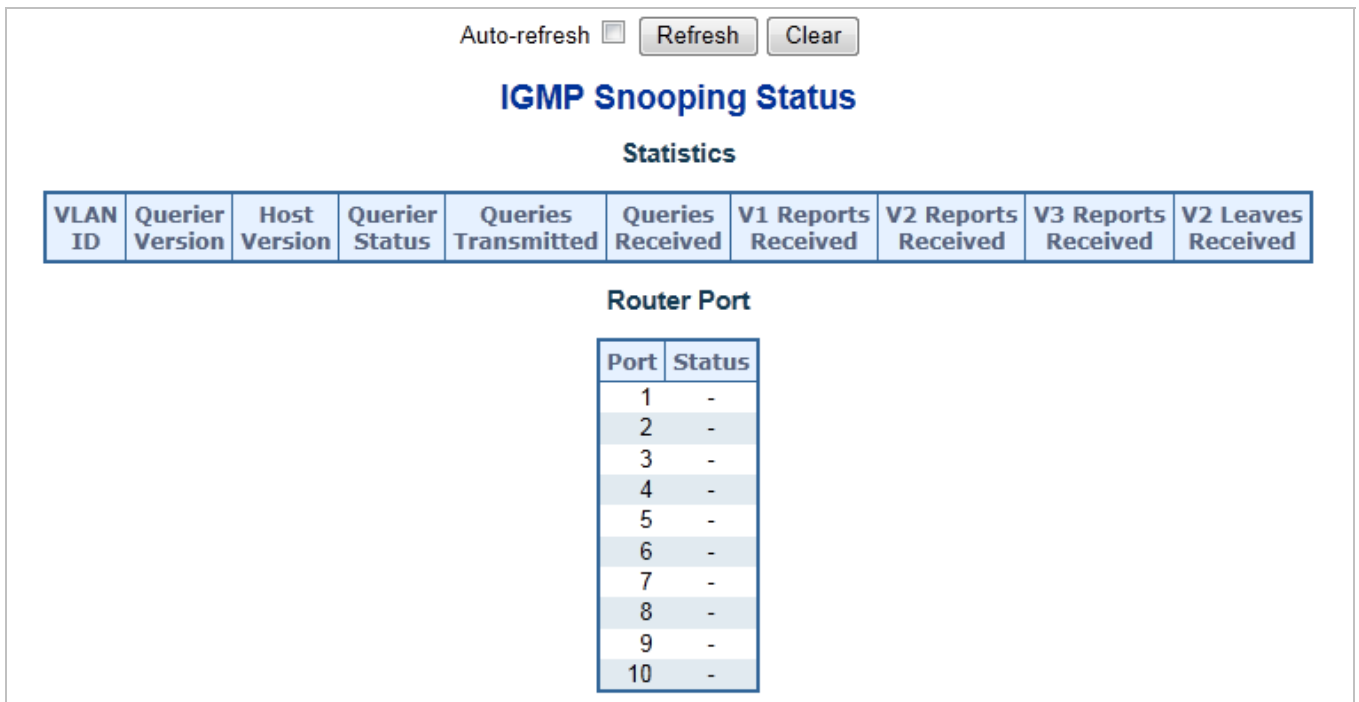 Auto-refresh Refresh Clear
IGMP Snooping Status
Statistics
VLAN ID Querier Version Host Version Querier Status Queries Transmitted Queries Received V1 Reports Received V2 Reports Received V3 Reports Received V2 Leaves Received
Router Port
Port Status
1 -
2 -
3 -
4 -
5 -
6 -
7 -
8 -
9 -
10 -